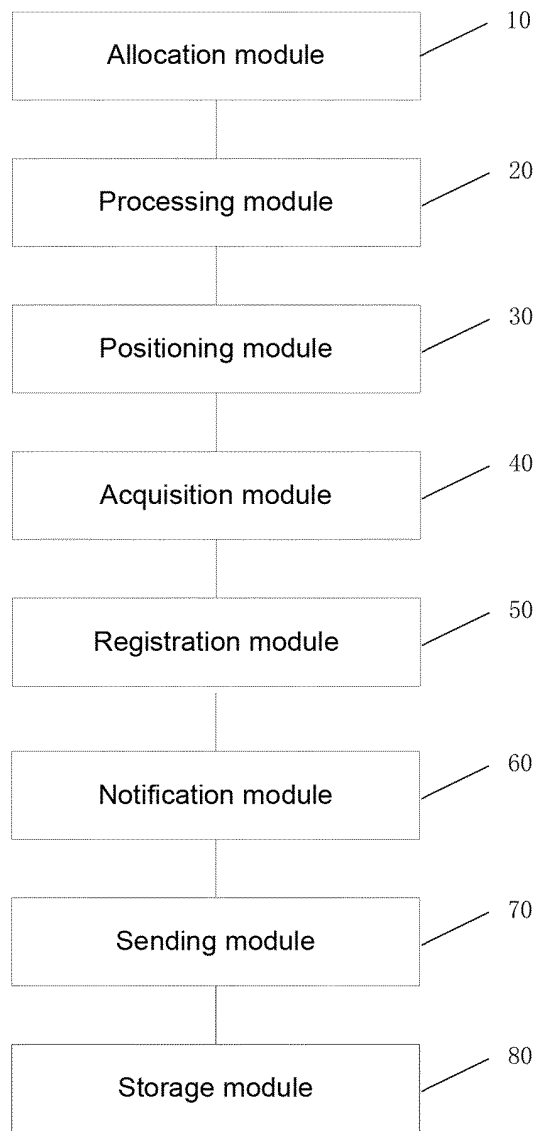 10
Allocation module
20
Processing module
30
Positioning module
40
Acquisition module
50
Registration module
60
Notification module
70
Sending module
80
Storage module